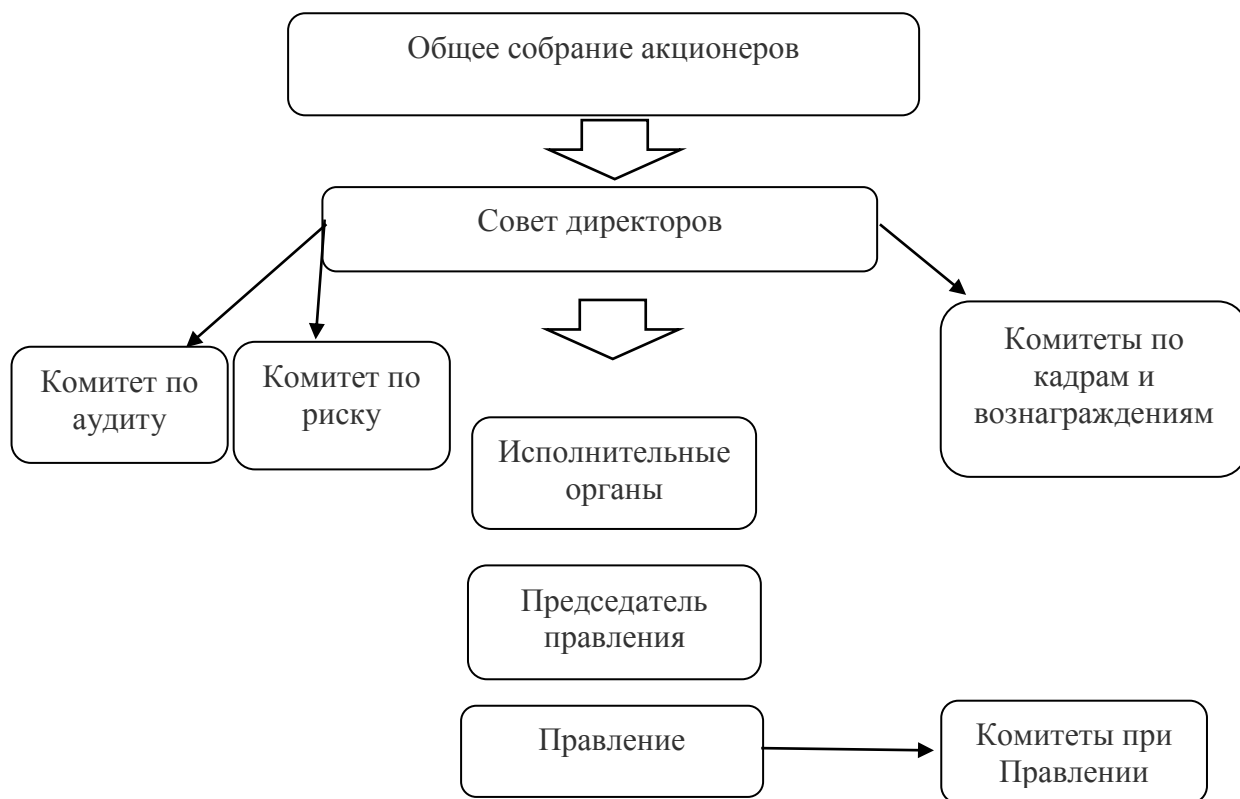 Общее собрание акционеров
Совет директоров
Комитет по
аудиту
Комитет по
риску
Комитеты по
кадрам и
вознаграждениям
Исполнительные
органы
Председатель
правления
Правление
Комитеты при
Правлении